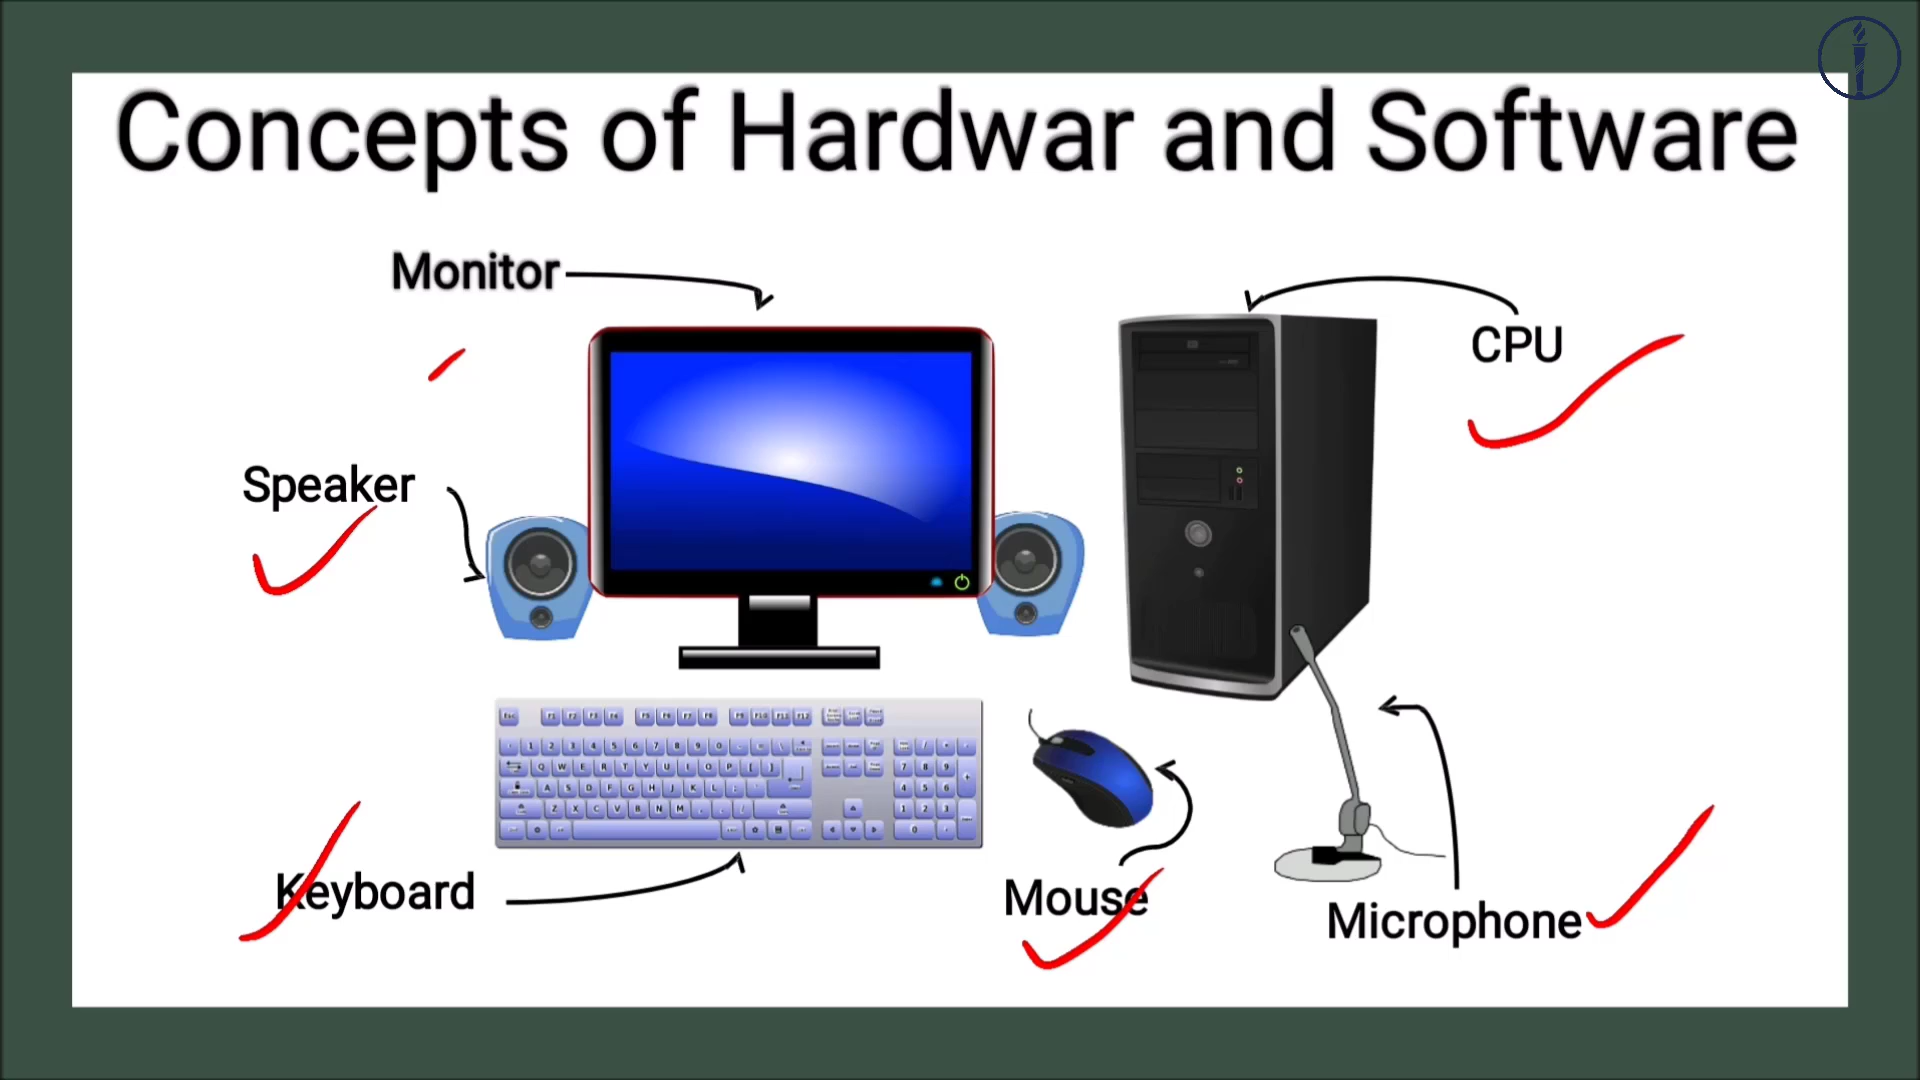 Concepts of Hardwar and Software
Monitor
CPU
Speaker
Keyboard
Mouse
Microphone